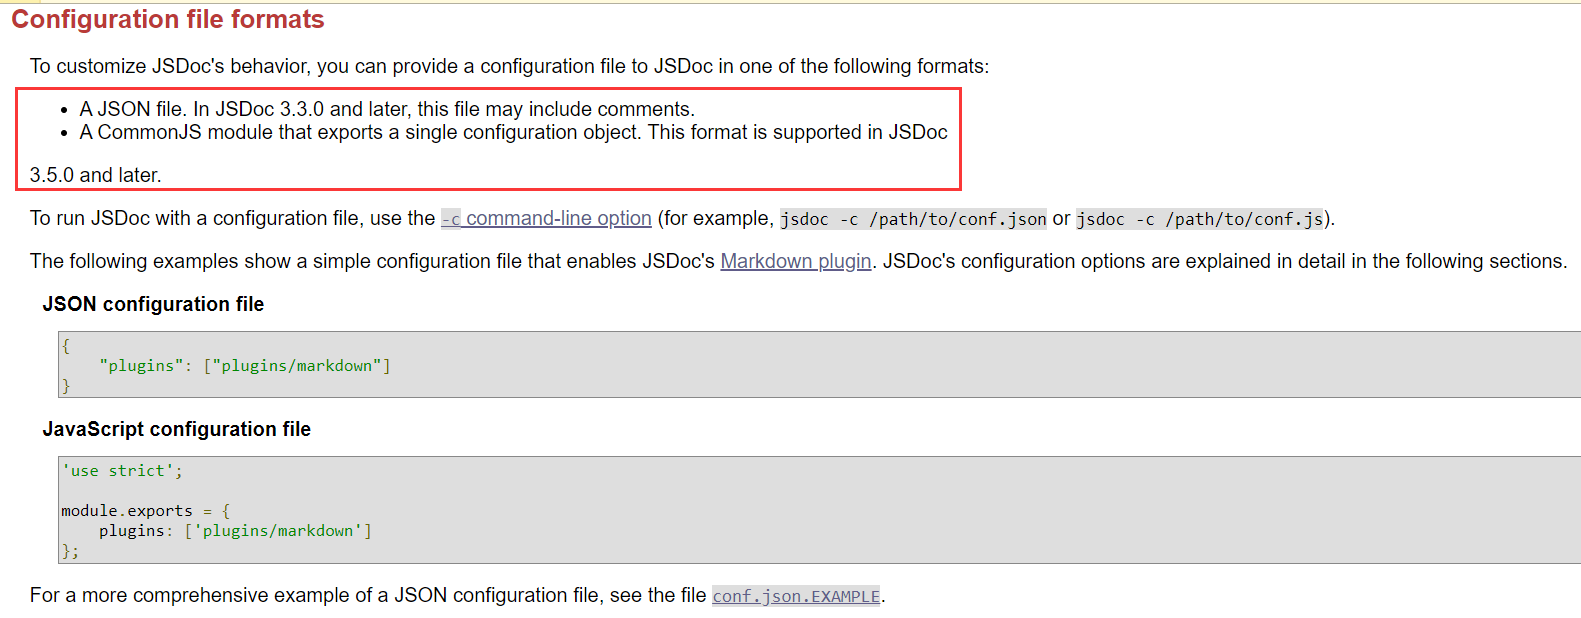 Configuration file formats
To customize JSDoc's behavior, you can provide a configuration file to JSDoc in one of the following formats:
• A JSON file. In JSDoc 3.3.0 and later, this file may include comments.
• A CommonJS module that exports a single configuration object. This format is supported in JSDoc
3.5.0 and later.
To run JSDoc with a configuration file, use the -c command-line option (for example, jsdoc -c /path/to/conf.json or jsdoc -c /path/to/conf.js).
The following examples show a simple configuration file that enables JSDoc's Markdown plugin. JSDoc's configuration options are explained in detail in the following sections.
JSON configuration file
{
    "plugins": ["plugins/markdown"]
}
JavaScript configuration file
'use strict';
module.exports = {
    plugins: ['plugins/markdown']
};
For a more comprehensive example of a JSON configuration file, see the file conf.json.EXAMPLE.